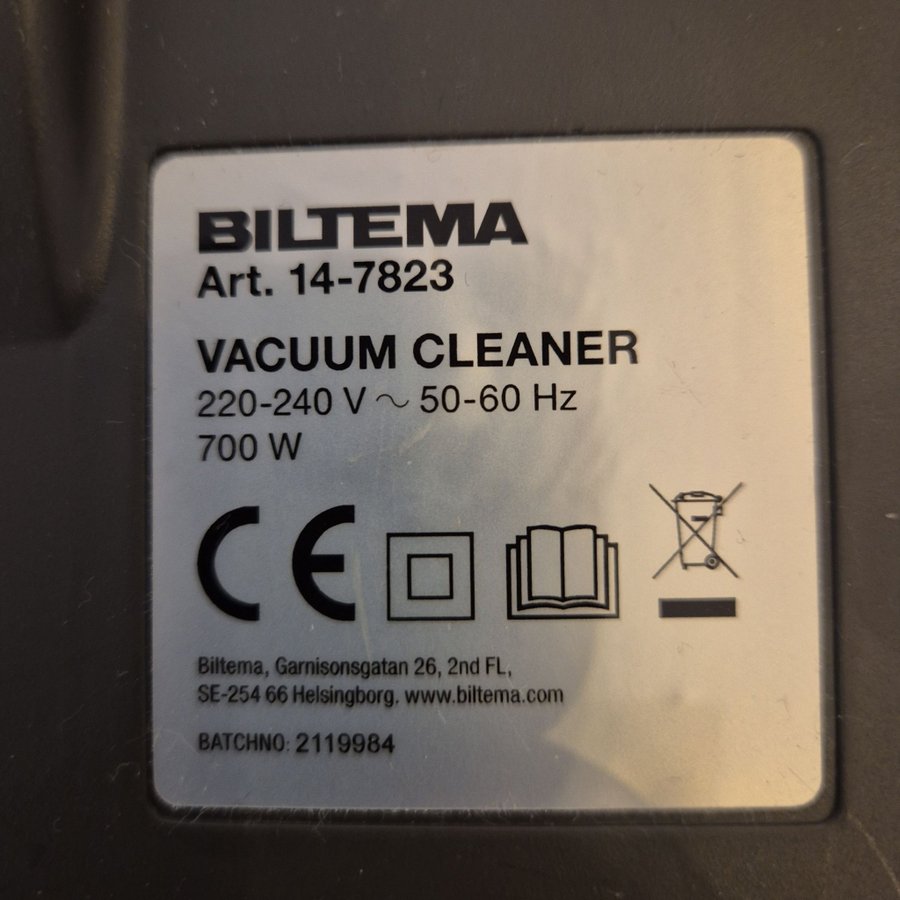 BILTEMA
Art. 14-7823
VACUUM CLEANER
220-240 V ~ 50-60 Hz
700 W
CE
Biltema, Garnisonsgatan 26, 2nd FL,
SE-254 66 Helsingborg. www.biltema.com
BATCHNO: 2119984